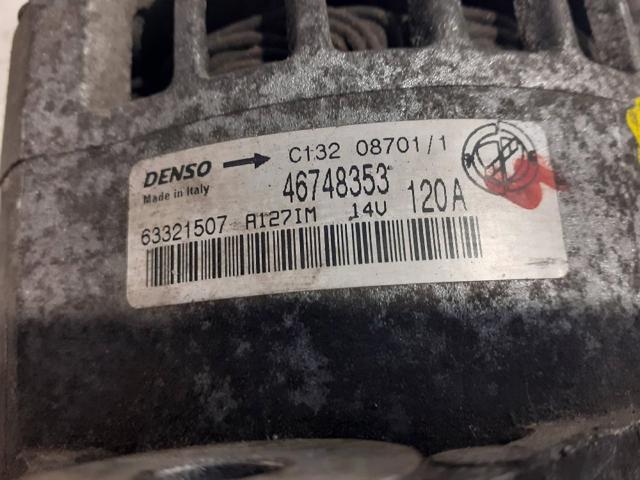 DENSO C132 08701/1
Made in Italy 46748353
63321507 A127IM 14V 120A